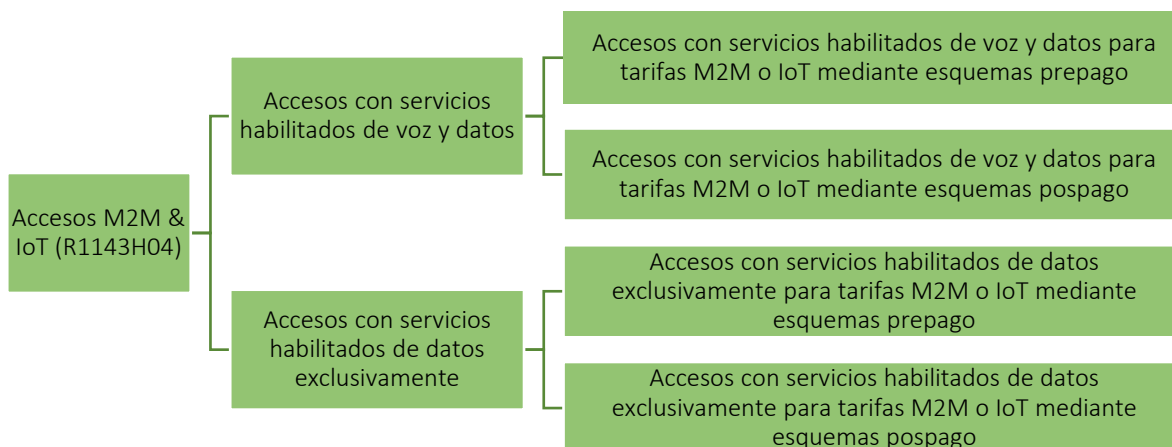 Accesos M2M &
IoT (R1143H04)
Accesos con servicios
habilitados de voz y datos
Accesos con servicios habilitados de voz y datos para
tarifas M2M o IoT mediante esquemas prepago
Accesos con servicios habilitados de voz y datos para
tarifas M2M o IoT mediante esquemas pospago
Accesos con servicios
habilitados de datos
exclusivamente
Accesos con servicios habilitados de datos
exclusivamente para tarifas M2M o IoT mediante
esquemas prepago
Accesos con servicios habilitados de datos
exclusivamente para tarifas M2M o IoT mediante
esquemas pospago